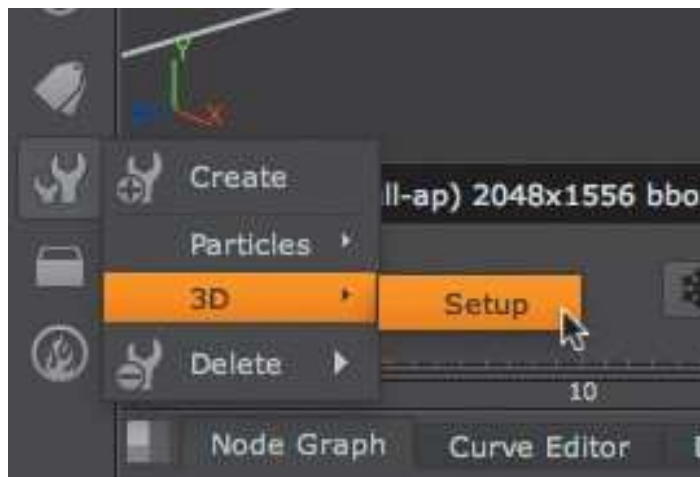 Y
X
Create
ll-ap) 2048x1556 bbo
Particles
3D
Setup
Delete
10
Node Graph
Curve Editor